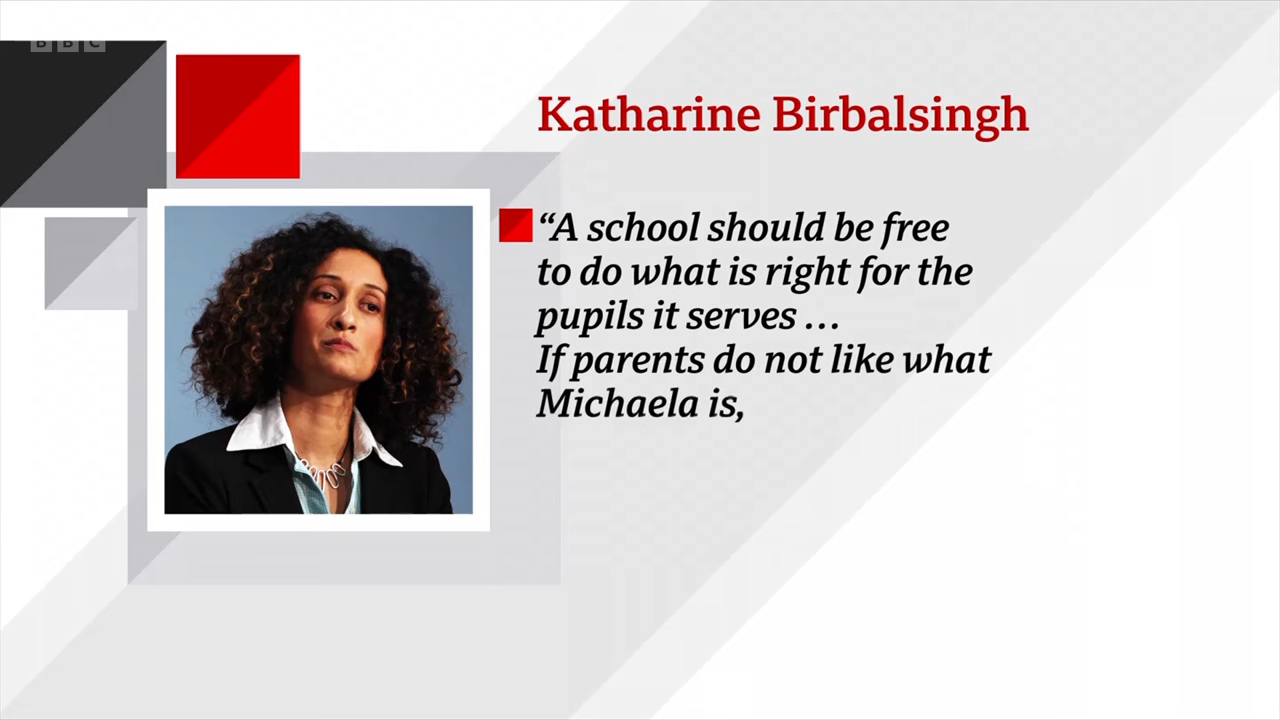 BBC
Katharine Birbalsingh
“A school should be free
to do what is right for the
pupils it serves ...
If parents do not like what
Michaela is,